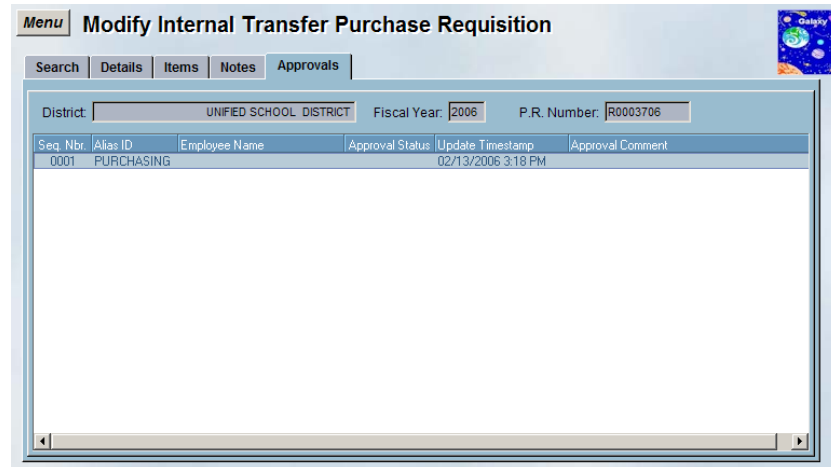 Menu Modify Internal Transfer Purchase Requisition
Galaxy
Search Details Items Notes Approvals
District: UNIFIED SCHOOL DISTRICT Fiscal Year: 2006 P.R. Number: R0003706
Seq. Nbr. Alias ID Employee Name Approval Status Update Timestamp Approval Comment
0001 PURCHASING 02/13/2006 3:18 PM